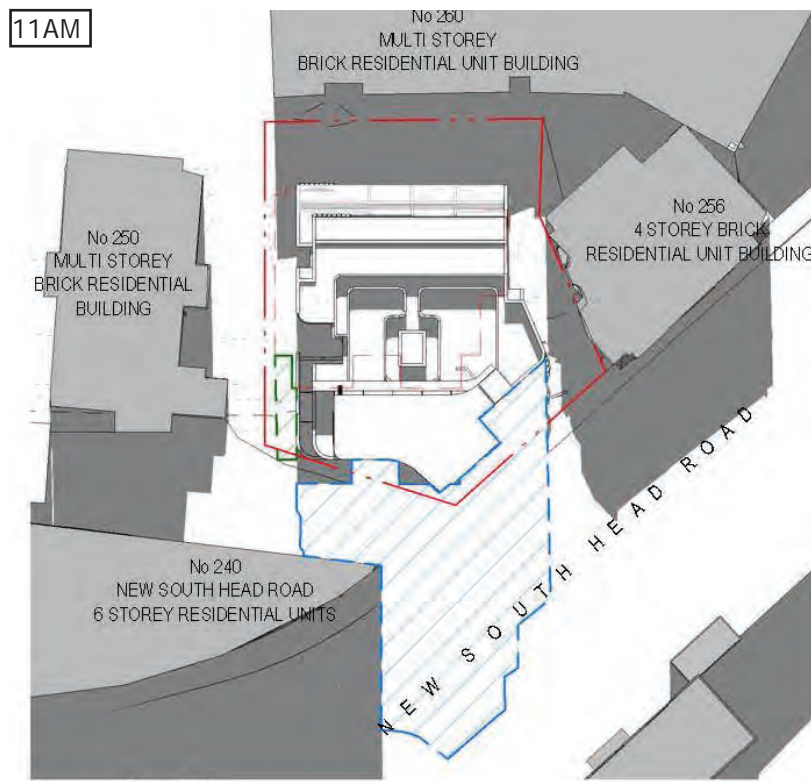 11AM
No 260
MULTI STOREY
BRICK RESIDENTIAL UNIT BUILDING
No 250
MULTI STOREY
BRICK RESIDENTIAL
BUILDING
No 256
4 STOREY BRICK
RESIDENTIAL UNIT BUILDING
No 240
NEW SOUTH HEAD ROAD
6 STOREY RESIDENTIAL UNITS
NEW SOUTH HEAD ROAD